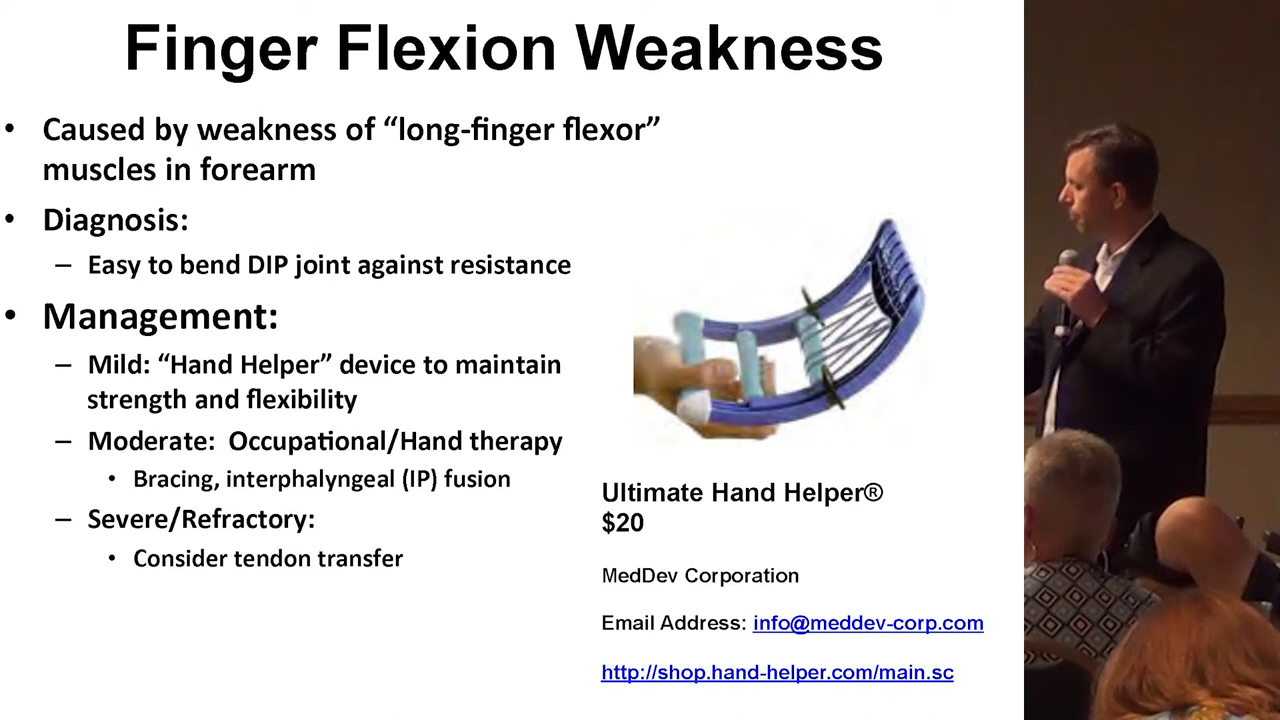 Finger Flexion Weakness
• Caused by weakness of “long-finger flexor”
muscles in forearm
• Diagnosis:
– Easy to bend DIP joint against resistance
• Management:
– Mild: “Hand Helper” device to maintain
strength and flexibility
– Moderate: Occupational/Hand therapy
• Bracing, interphalyngeal (IP) fusion
– Severe/Refractory:
• Consider tendon transfer
Ultimate Hand Helper®
$20
MedDev Corporation
Email Address: info@meddev-corp.com
http://shop.hand-helper.com/main.sc